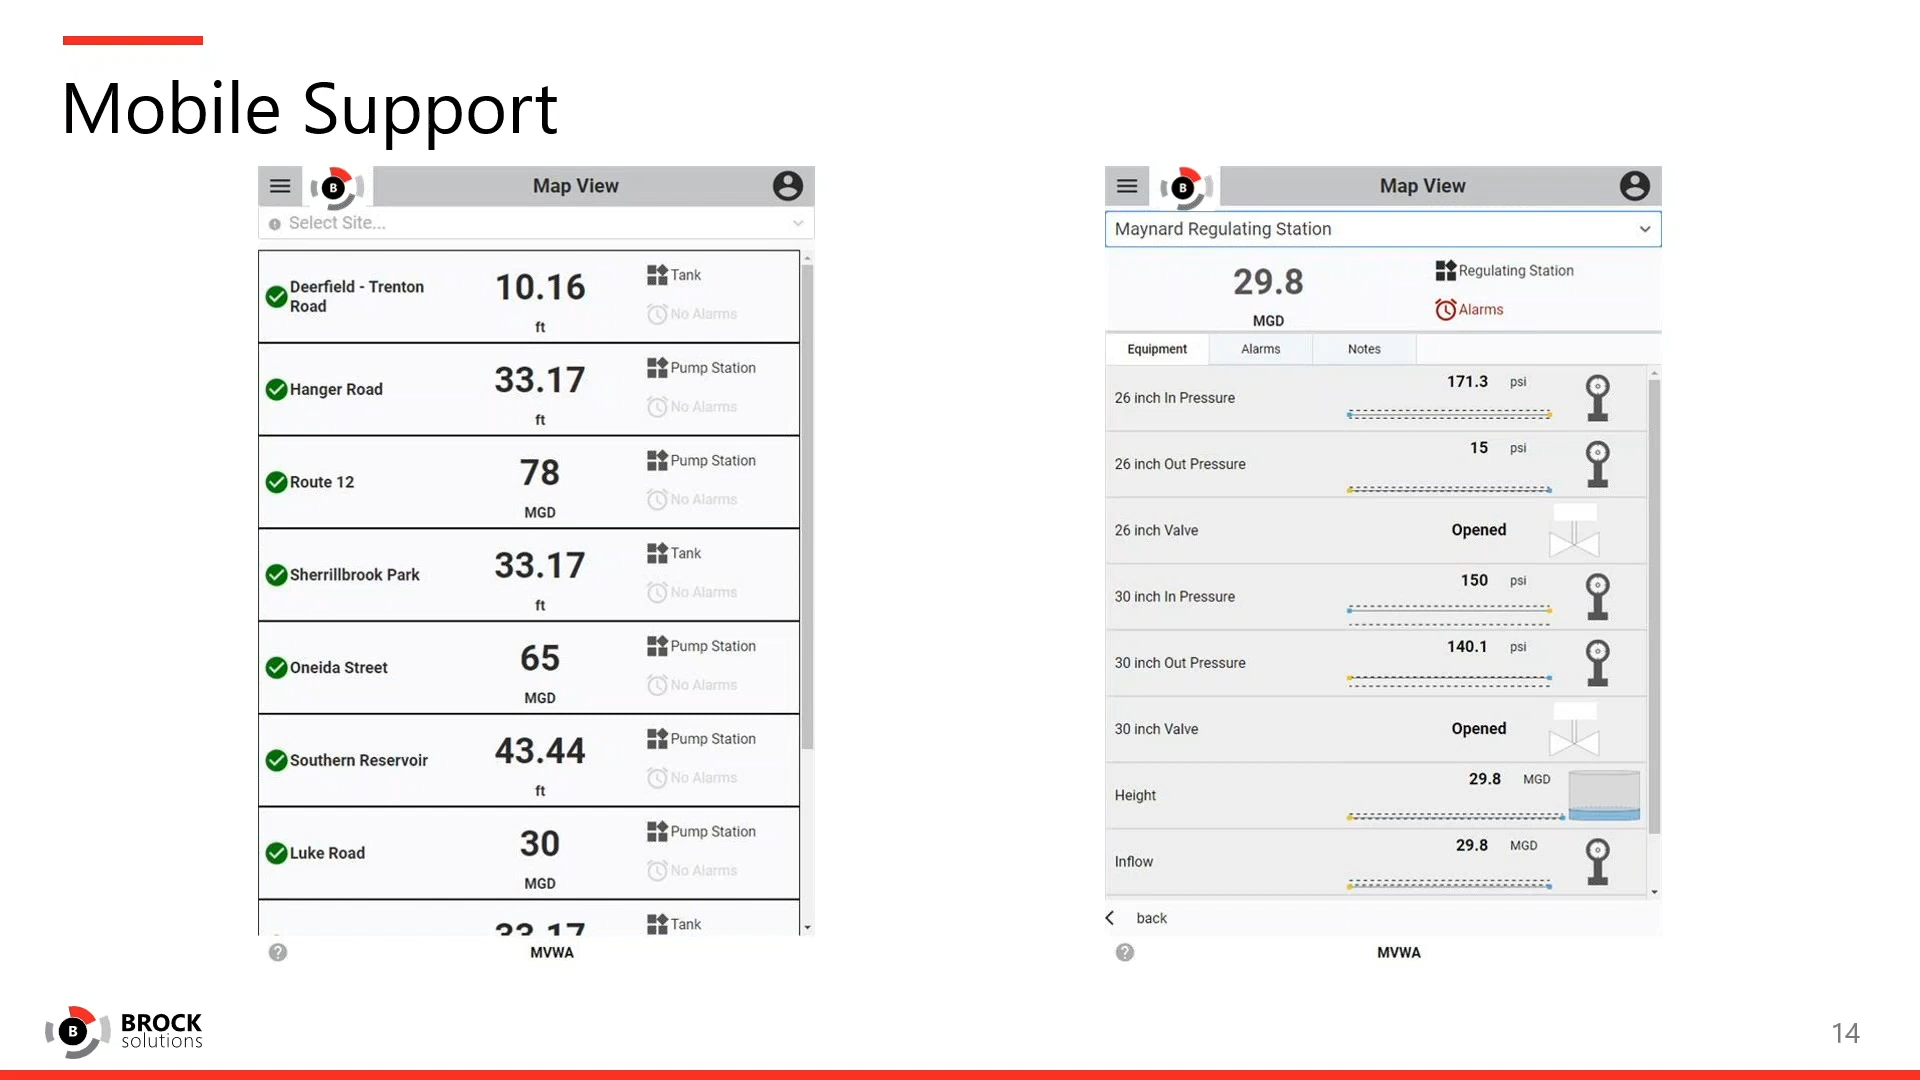 Mobile Support
B
Map View
Select Site...
Deerfield - Trenton
Road
10.16
ft
Tank
No Alarms
Hanger Road
33.17
ft
Pump Station
No Alarms
Route 12
78
MGD
Pump Station
No Alarms
Sherrillbrook Park
33.17
ft
Tank
No Alarms
Oneida Street
65
MGD
Pump Station
No Alarms
Southern Reservoir
43.44
ft
Pump Station
No Alarms
Luke Road
30
MGD
Pump Station
No Alarms
33.17
Tank
MVWA
B
Map View
Maynard Regulating Station
29.8
MGD
Regulating Station
Alarms
Equipment Alarms Notes
26 inch In Pressure 171.3 psi
26 inch Out Pressure 15 psi
26 inch Valve Opened
30 inch In Pressure 150 psi
30 inch Out Pressure 140.1 psi
30 inch Valve Opened
Height 29.8 MGD
Inflow 29.8 MGD
back
MVWA
B
BROCK
solutions
14